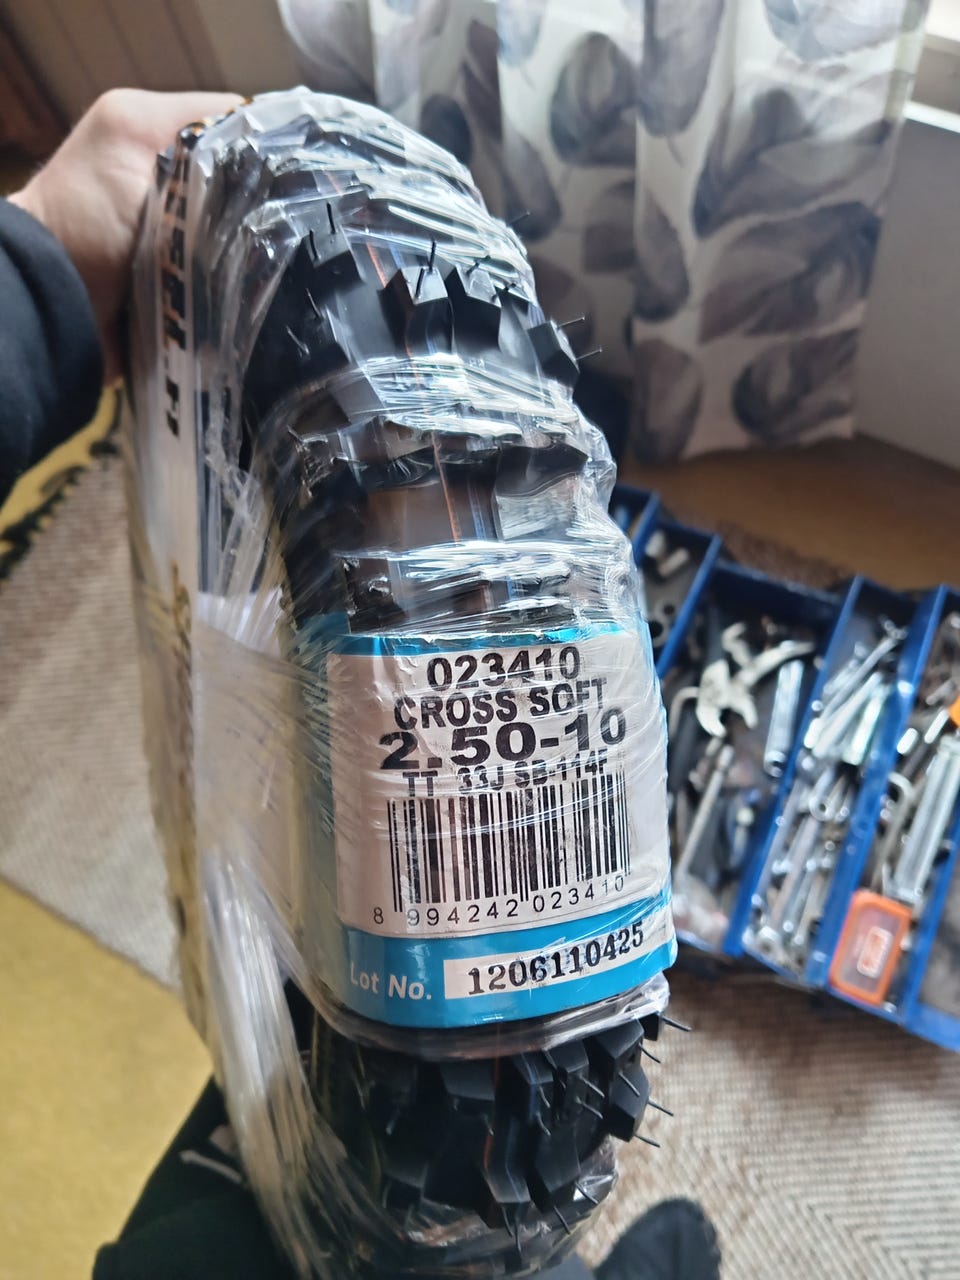 023410
CROSS SOFT
2.50-10
TT 33J SB-114F
8 994242 023410
Lot No. 1206110425